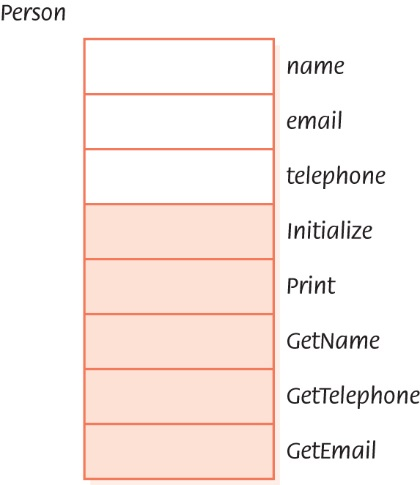 Person
name
email
telephone
Initialize
Print
GetName
GetTelephone
GetEmail